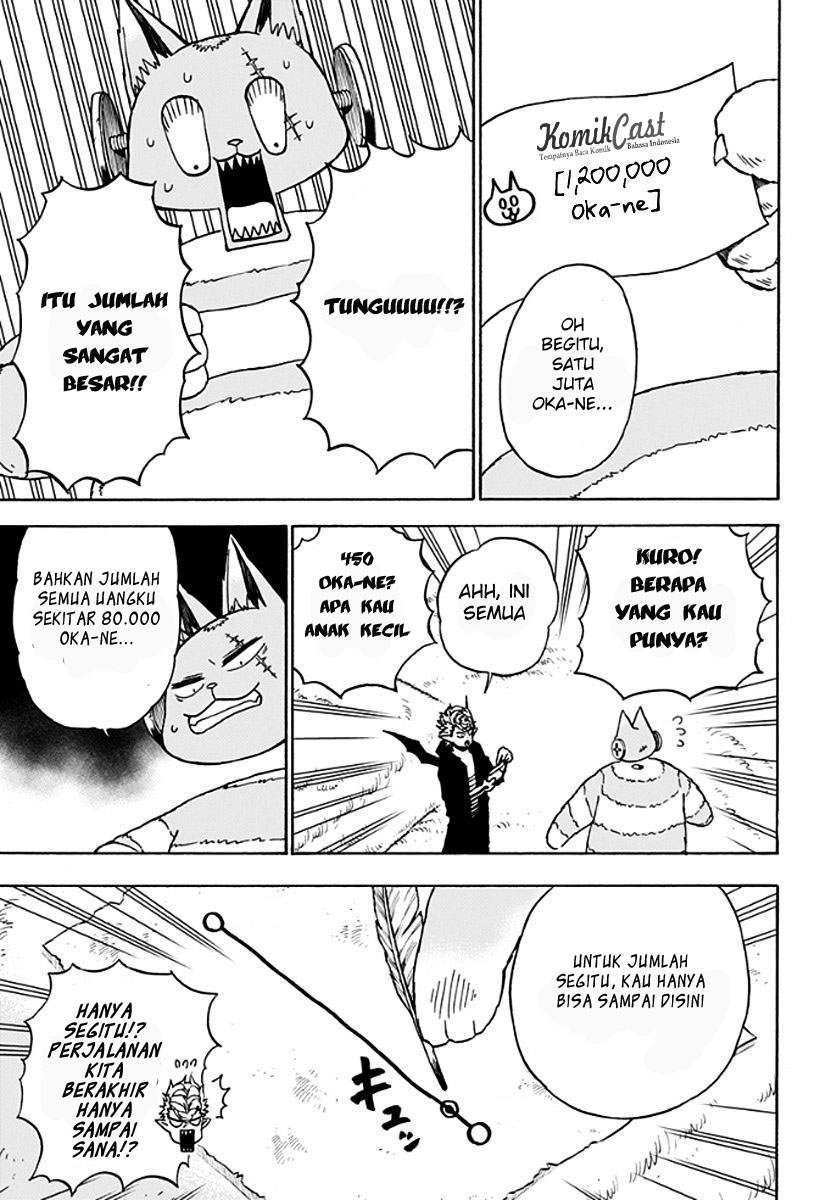 KomikCast
Tempatnya Baca Komik Bahasa Indonesia
[1,200,000
OKA-NE]
OH
BEGITU,
SATU
JUTA
OKA-NE...
TUNGUUUU!!?
ITU JUMLAH
YANG
SANGAT
BESAR!!
KURO!
BERAPA
YANG KAU
PUNYA?
AHH, INI
SEMUA
450
OKA-NE?
APA KAU
ANAK KECIL
BAHKAN JUMLAH
SEMUA UANGKU
SEKITAR 80.000
OKA-NE...
UNTUK JUMLAH
SEGITU, KAU HANYA
BISA SAMPAI DISINI
キュッ
HANYA
SEGITU!?
PERJALANAN
KITA
BERAKHIR
HANYA
SAMPAI
SANA!?